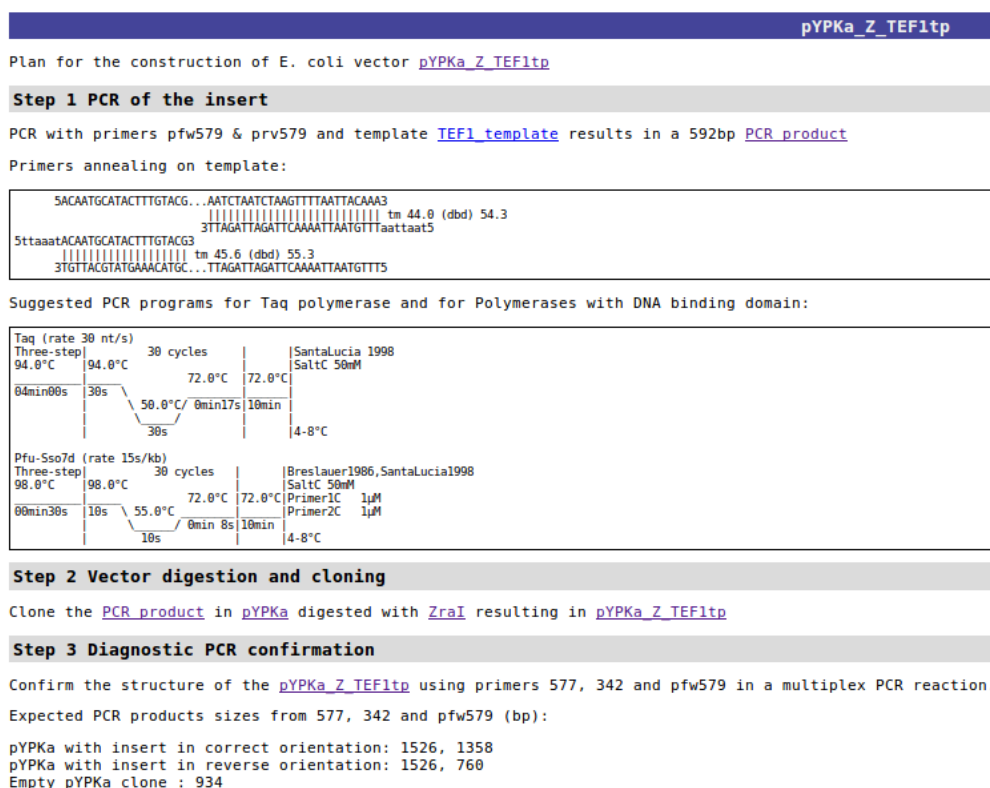 pYPKa_Z_TEF1tp
Plan for the construction of E. coli vector pYPKa_Z_TEF1tp
Step 1 PCR of the insert
PCR with primers pfw579 & prv579 and template TEF1_template results in a 592bp PCR product
Primers annealing on template:
5ACAATGCATACTTTGTACG...AATCTAATCTAAGTTTTAATTACAAA3
|||||||||||||||||||||||||| tm 44.0 (dbd) 54.3
3TTAGATTAGATTCAAAATTAATGTTTaattaat5
5ttaaatACAATGCATACTTTGTACG3
||||||||||||||||||| tm 45.6 (dbd) 55.3
3TGTTACGTATGAAACATGC...TTAGATTAGATTCAAAATTAATGTTT5
Suggested PCR programs for Taq polymerase and for Polymerases with DNA binding domain:
Taq (rate 30 nt/s)
Three-step|         30 cycles     |      |SantaLucia 1998
94.0°C    |94.0°C                 |      |SaltC 50mM
__________|_____          72.0°C  |72.0°C|
04min00s  |30s  \         ________|______|
          |      \ 50.0°C/ 0min17s|10min |
          |       \_____/         |      |
          |         30s           |      |4-8°C
Pfu-Sso7d (rate 15s/kb)
Three-step|          30 cycles   |      |Breslauer1986,SantaLucia1998
98.0°C    |98.0°C                |      |SaltC 50mM
__________|_____          72.0°C |72.0°C|Primer1C   1µM
00min30s  |10s  \ 55.0°C ________|______|Primer2C   1µM
          |      \______/ 0min 8s|10min |
          |        10s           |      |4-8°C
Step 2 Vector digestion and cloning
Clone the PCR product in pYPKa digested with ZraI resulting in pYPKa_Z_TEF1tp
Step 3 Diagnostic PCR confirmation
Confirm the structure of the pYPKa_Z_TEF1tp using primers 577, 342 and pfw579 in a multiplex PCR reaction
Expected PCR products sizes from 577, 342 and pfw579 (bp):
pYPKa with insert in correct orientation: 1526, 1358
pYPKa with insert in reverse orientation: 1526, 760
Empty pYPKa clone : 934